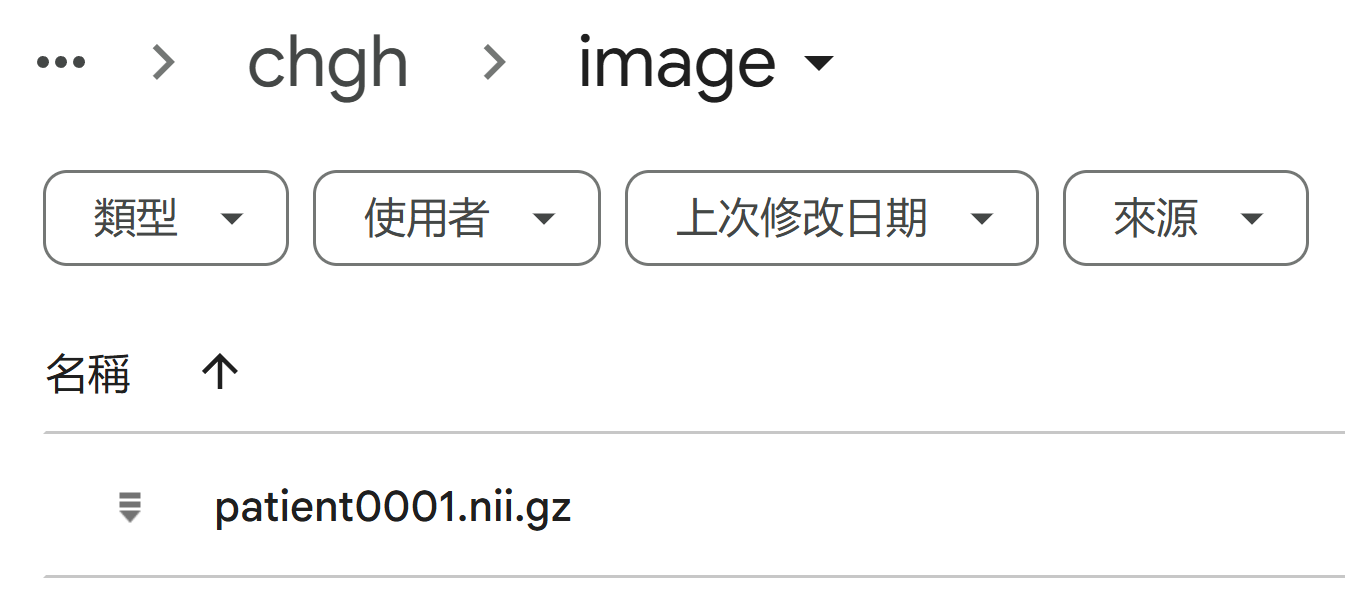 ... > chgh > image
類型 使用者 上次修改日期 來源
名稱 ↑
patient0001.nii.gz